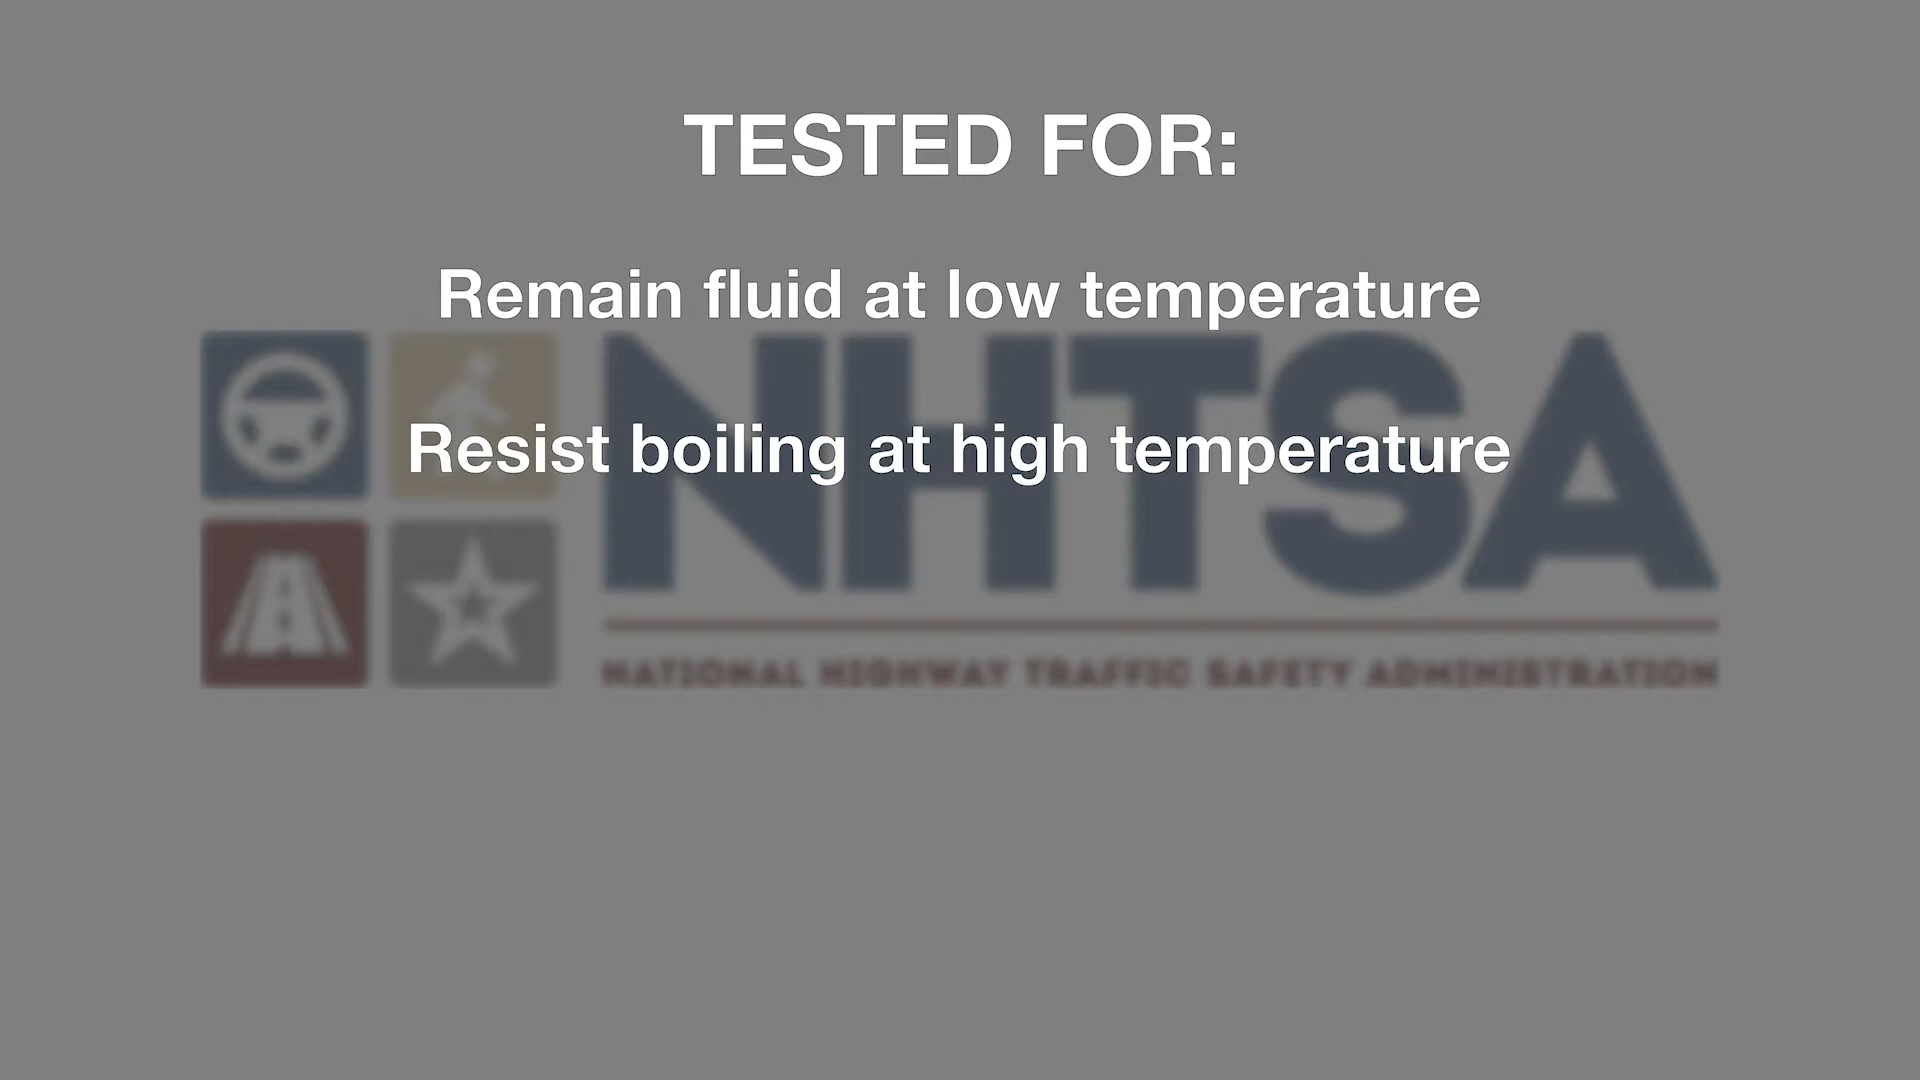 TESTED FOR:
Remain fluid at low temperature
Resist boiling at high temperature
NHTSA
NATIONAL HIGHWAY TRAFFIC SAFETY ADMINISTRATION